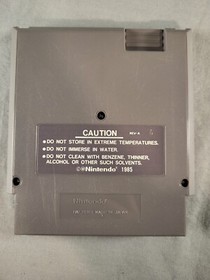 CAUTION REV-A
●DO NOT STORE IN EXTREME TEMPERATURES.
●DO NOT IMMERSE IN WATER.
●DO NOT CLEAN WITH BENZENE, THINNER,
ALCOHOL OR OTHER SUCH SOLVENTS.
©®Nintendo 1985